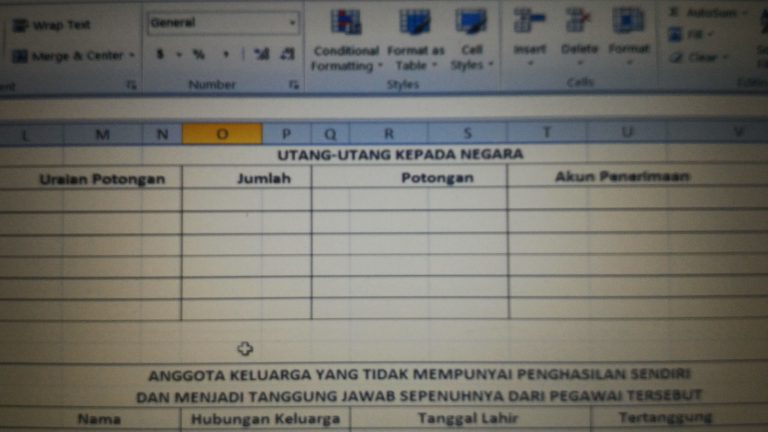 Wrap Text
General
Σ AutoSum
Merge & Center
$ % ,
Conditional Formatting
Format as Table
Cell Styles
Insert
Delete
Format
Fill
Clear
Number
Styles
Cells
L M N O P Q R S T U V
UTANG-UTANG KEPADA NEGARA
Uraian Potongan Jumlah Potongan Akun Penerimaan
ANGGOTA KELUARGA YANG TIDAK MEMPUNYAI PENGHASILAN SENDIRI
DAN MENJADI TANGGUNG JAWAB SEPENUHNYA DARI PEGAWAI TERSEBUT
Nama Hubungan Keluarga Tanggal Lahir Tertanggung